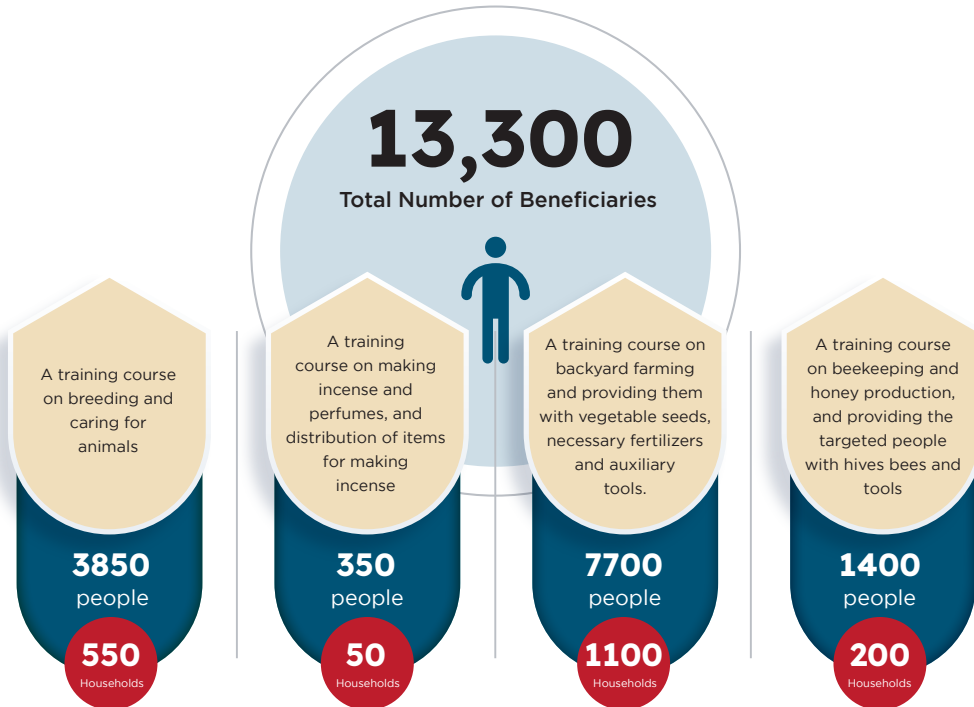 13,300
Total Number of Beneficiaries
A training course
on breeding and
caring for
animals
3850
people
550
Households
A training
course on making
incense and
perfumes, and
distribution of items
for making
incense
350
people
50
Households
A training course on
backyard farming
and providing them
with vegetable seeds,
necessary fertilizers
and auxiliary
tools.
7700
people
1100
Households
A training course
on beekeeping and
honey production,
and providing the
targeted people
with hives bees and
tools
1400
people
200
Households